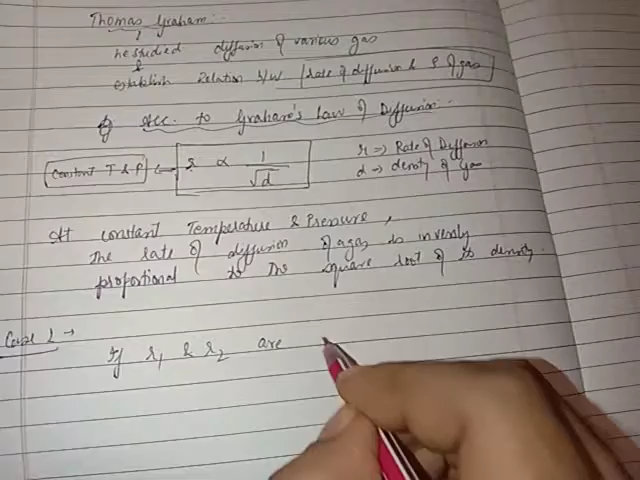 Thomas Graham:-
he studied diffusion of various gas
&
establish Relation b/w [rate of diffusion & ρ of gas]
Acc. to Graham's Law of Diffusion:-
Constant T & P ← r ∝ 1/√d
r → Rate of Diffusion
d → denity of Gas
At constant Temperature & Pressure,
The rate of diffusion of a gas is inversly
proportional to the square root of its density.
Case 1 →
If r₁ & r₂ are